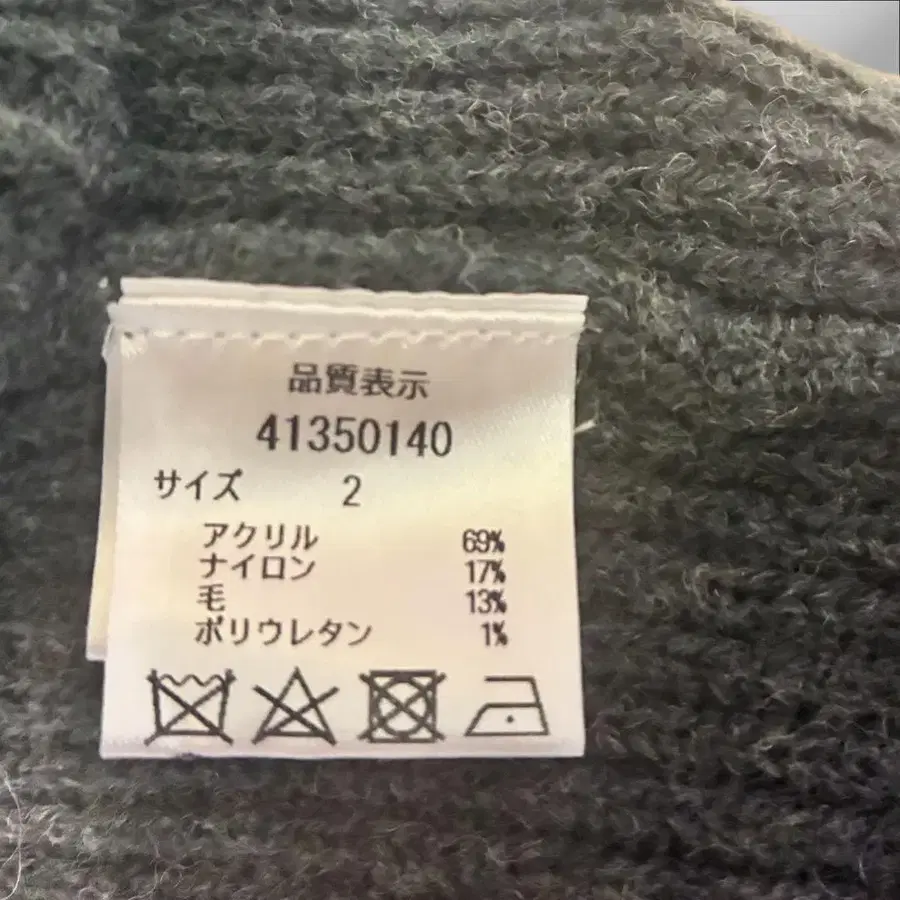 品質表示
41350140
サイズ 2
アクリル 69%
ナイロン 17%
毛 13%
ポリウレタン 1%